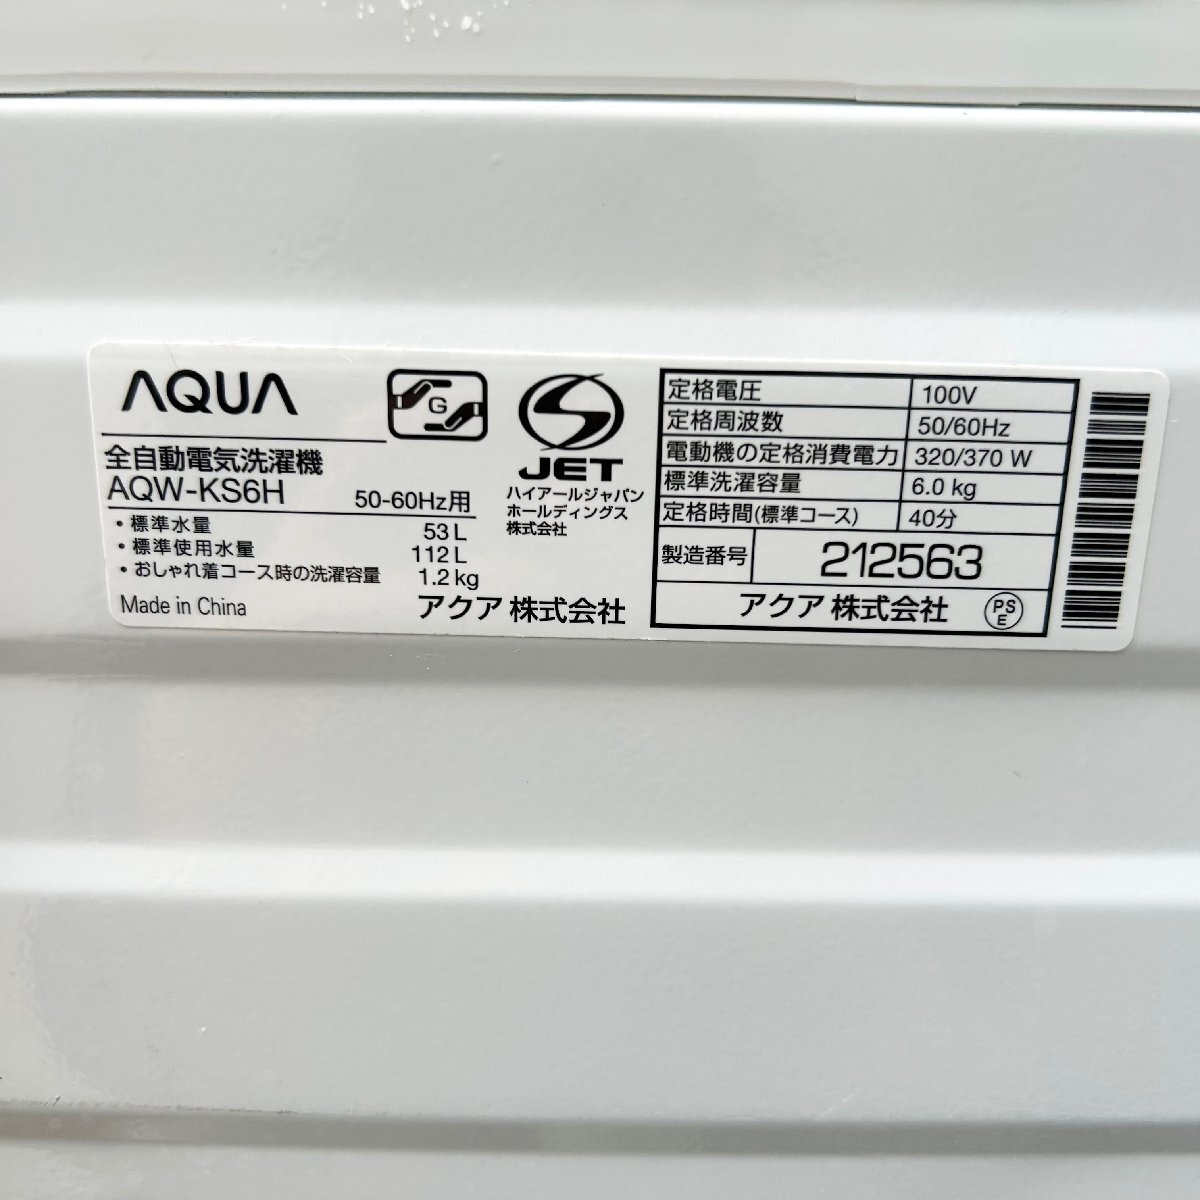 AQUA
全自動電気洗濯機
AQW-KS6H 50-60Hz用
・標準水量 53L
・標準使用水量 112L
・おしゃれ着コース時の洗濯容量 1.2kg
Made in China アクア 株式会社
G
JET
ハイアールジャパン
ホールディングス
株式会社
定格電圧 100V
定格周波数 50/60Hz
電動機の定格消費電力 320/370 W
標準洗濯容量 6.0 kg
定格時間(標準コース) 40分
製造番号 212563
アクア 株式会社 PSE